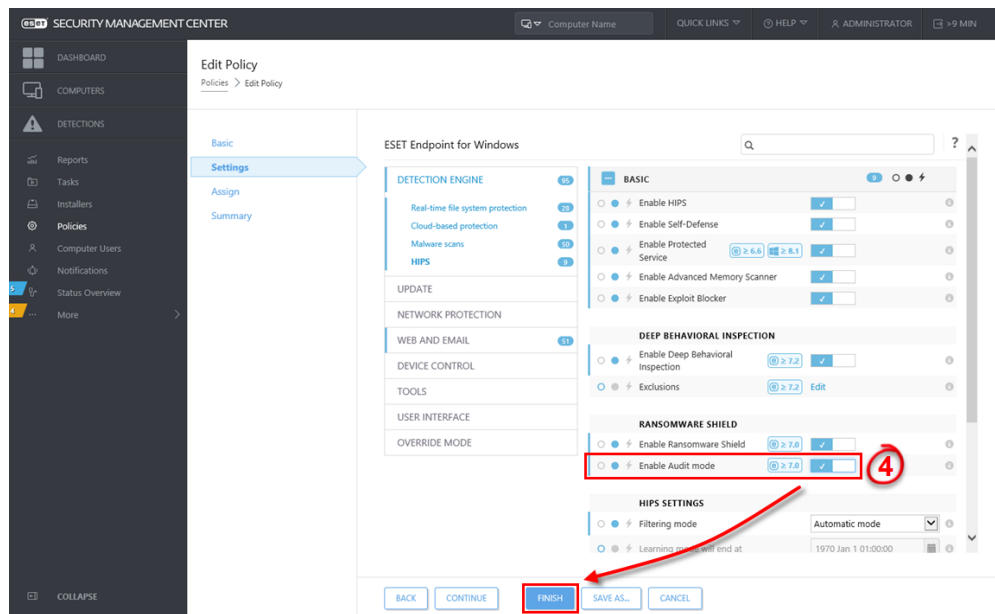 eset SECURITY MANAGEMENT CENTER
Computer Name
QUICK LINKS
? HELP
ADMINISTRATOR
>9 MIN
DASHBOARD
COMPUTERS
DETECTIONS
Reports
Tasks
Installers
Policies
Computer Users
Notifications
5
Status Overview
4
More
COLLAPSE
Edit Policy
Policies > Edit Policy
Basic
Settings
Assign
Summary
ESET Endpoint for Windows
?
DETECTION ENGINE 95
Real-time file system protection 28
Cloud-based protection 1
Malware scans 50
HIPS 9
UPDATE
NETWORK PROTECTION
WEB AND EMAIL 51
DEVICE CONTROL
TOOLS
USER INTERFACE
OVERRIDE MODE
BASIC 9
Enable HIPS
Enable Self-Defense
Enable Protected
Service
≥ 6.6 ≥ 8.1
Enable Advanced Memory Scanner
Enable Exploit Blocker
DEEP BEHAVIORAL INSPECTION
Enable Deep Behavioral
Inspection
≥ 7.2
Exclusions ≥ 7.2 Edit
RANSOMWARE SHIELD
Enable Ransomware Shield ≥ 7.0
Enable Audit mode ≥ 7.0
4
HIPS SETTINGS
Filtering mode Automatic mode
Learning mode will end at 1970 Jan 1 01:00:00
BACK CONTINUE FINISH SAVE AS... CANCEL